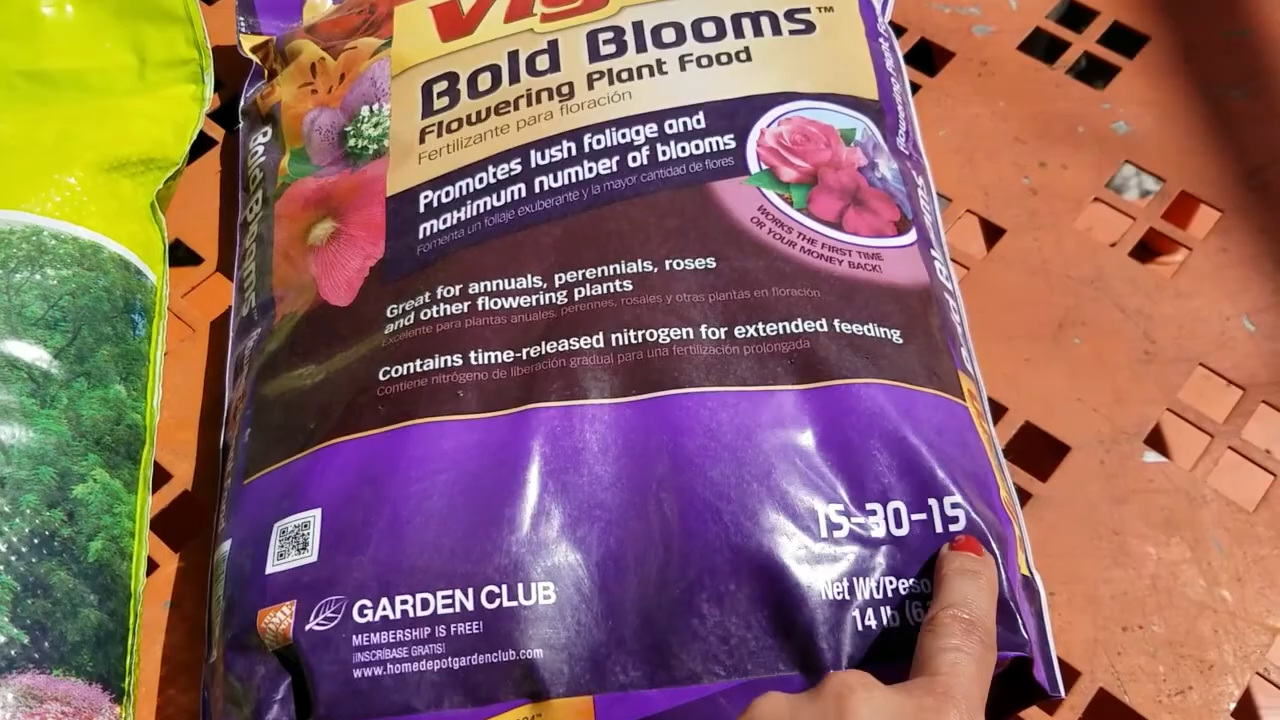 Bold Blooms™
Flowering Plant Food
Fertilizante para floración
Promotes lush foliage and
maximum number of blooms
Fomenta un follaje exuberante y la mayor cantidad de flores
WORKS THE FIRST TIME
OR YOUR MONEY BACK!
Great for annuals, perennials, roses
and other flowering plants
Excelente para plantas anuales, perennes, rosales y otras plantas en floración
Contains time-released nitrogen for extended feeding
Contiene nitrógeno de liberación gradual para una fertilización prolongada
15-30-15
Net Wt/Peso
14 lb (6
GARDEN CLUB
MEMBERSHIP IS FREE!
¡INSCRÍBASE GRATIS!
www.homedepotgardenclub.com
Bold Blooms
Flowering Plant